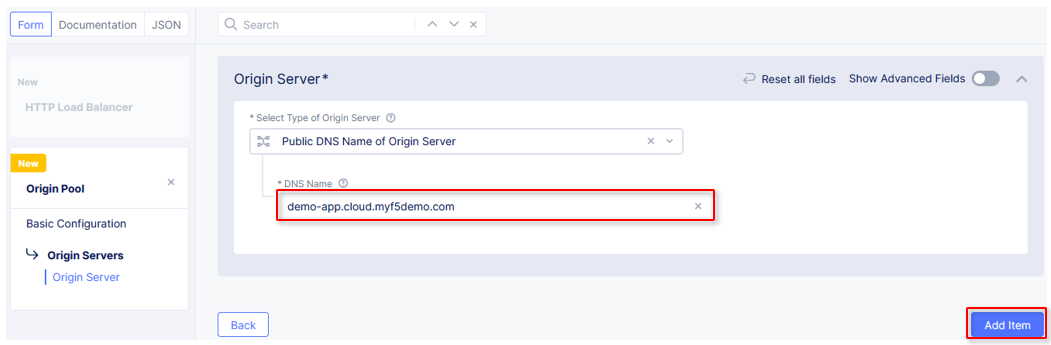 Form Documentation JSON
Search
New
HTTP Load Balancer
New
Origin Pool
Basic Configuration
Origin Servers
Origin Server
Origin Server*
Reset all fields
Show Advanced Fields
* Select Type of Origin Server
Public DNS Name of Origin Server
* DNS Name
demo-app.cloud.myf5demo.com
Back
Add Item